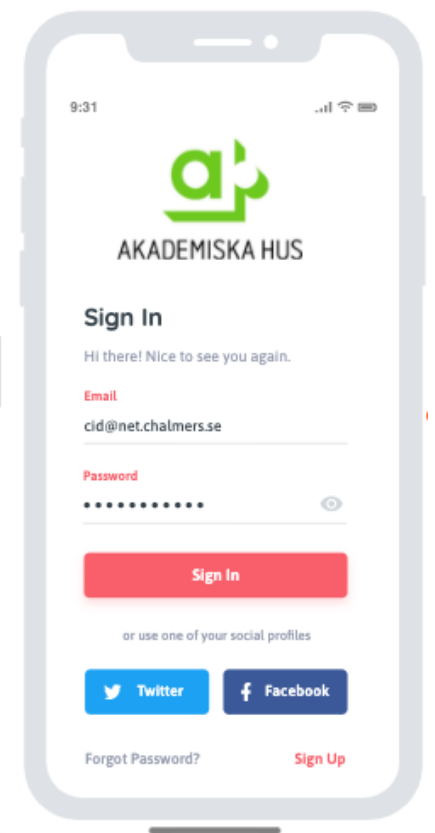 9:31
AKADEMISKA HUS
Sign In
Hi there! Nice to see you again.
Email
cid@net.chalmers.se
Password
Sign In
or use one of your social profiles
Twitter
Facebook
Forgot Password?
Sign Up